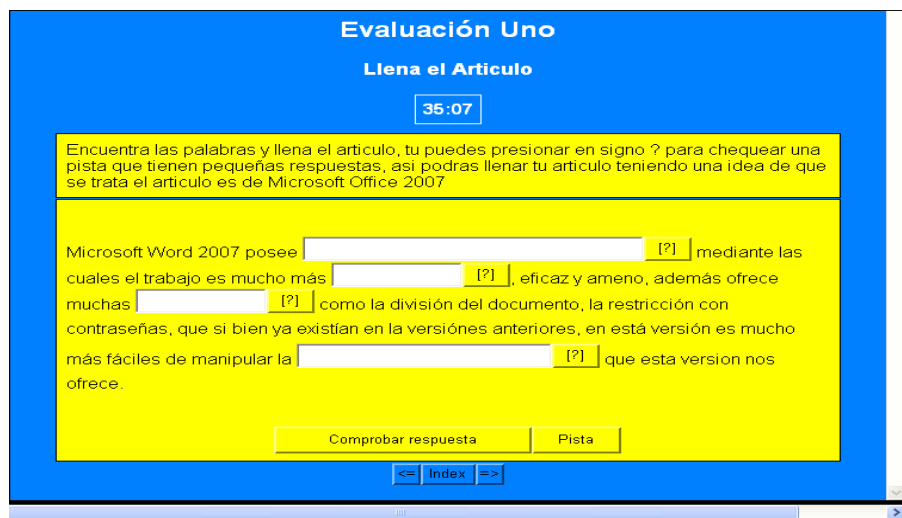 Evaluación Uno
Llena el Articulo
35:07
Encuentra las palabras y llena el articulo, tu puedes presionar en signo ? para chequear una
pista que tienen pequeñas respuestas, asi podras llenar tu articulo teniendo una idea de que
se trata el articulo es de Microsoft Office 2007
Microsoft Word 2007 posee [?] mediante las
cuales el trabajo es mucho más [?] , eficaz y ameno, además ofrece
muchas [?] como la división del documento, la restricción con
contraseñas, que si bien ya existían en la versiónes anteriores, en está versión es mucho
más fáciles de manipular la [?] que esta version nos
ofrece.
Comprobar respuesta Pista
<= Index =>